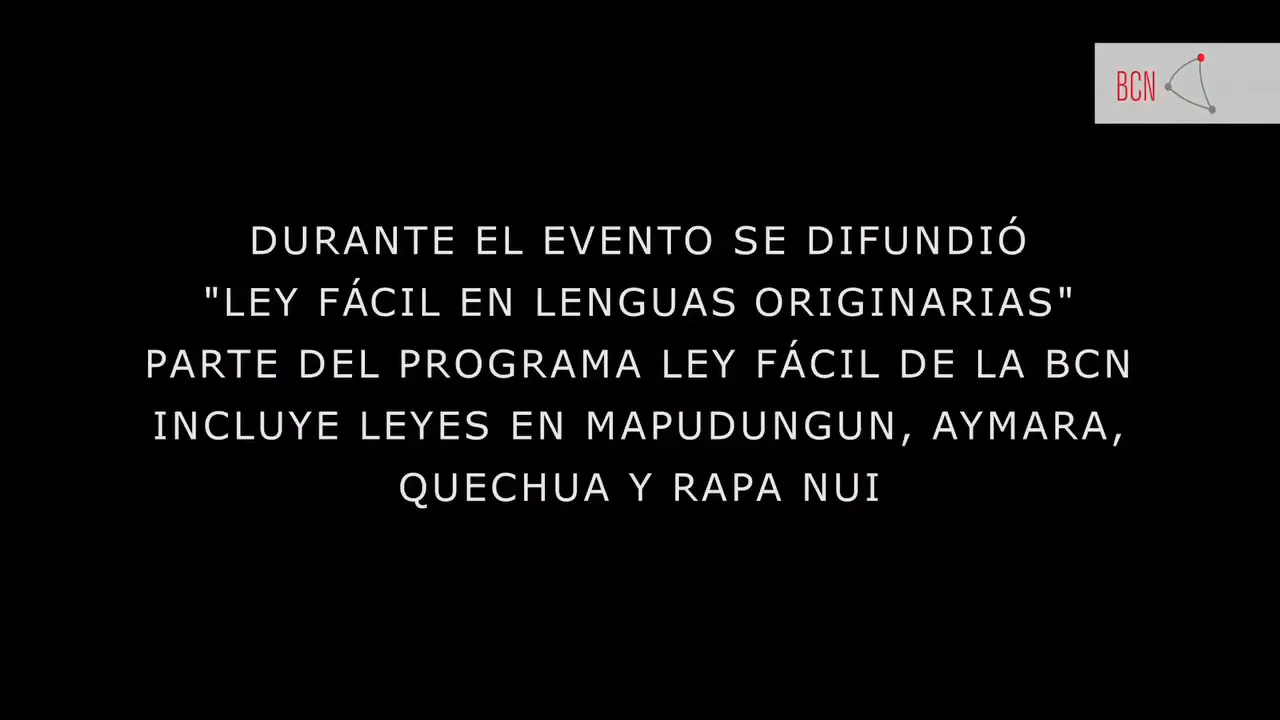 BCN
DURANTE EL EVENTO SE DIFUNDIÓ
"LEY FÁCIL EN LENGUAS ORIGINARIAS"
PARTE DEL PROGRAMA LEY FÁCIL DE LA BCN
INCLUYE LEYES EN MAPUDUNGUN, AYMARA,
QUECHUA Y RAPA NUI